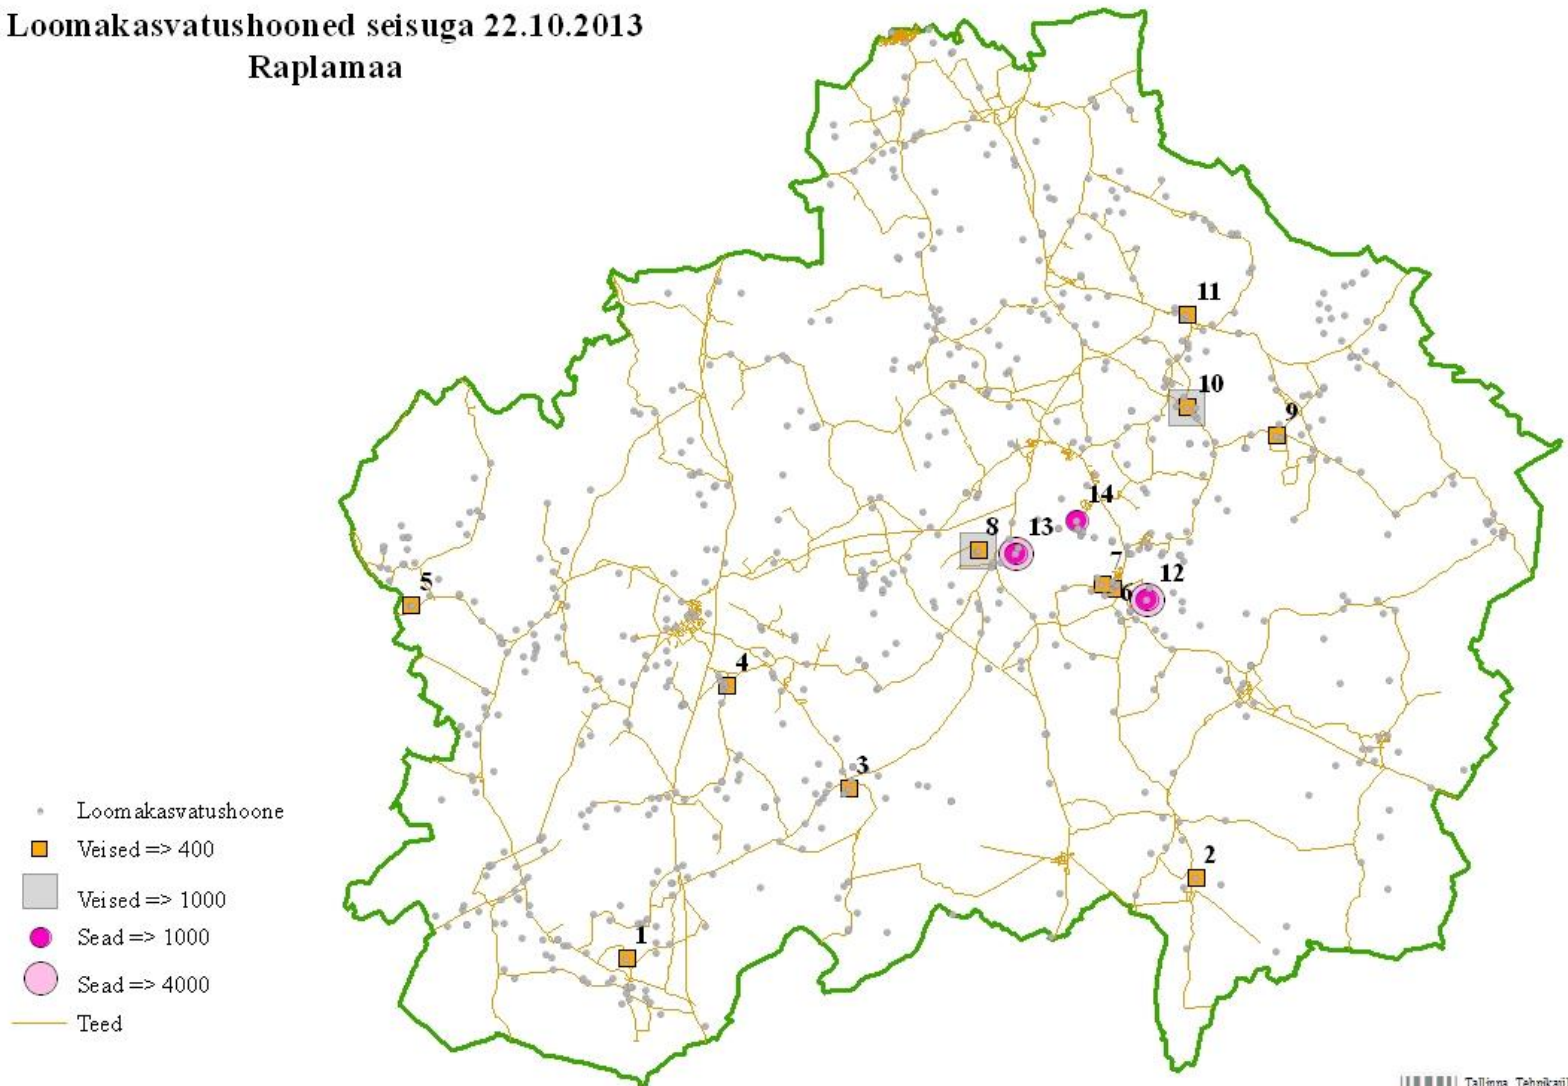 Loomakasvatushooned seisuga 22.10.2013
Raplamaa
11
10
9
14
13
8
7
12
6
5
4
3
2
1
Loomakasvatushoone
Veised => 400
Veised => 1000
Sead => 1000
Sead => 4000
Teed
Tallinna